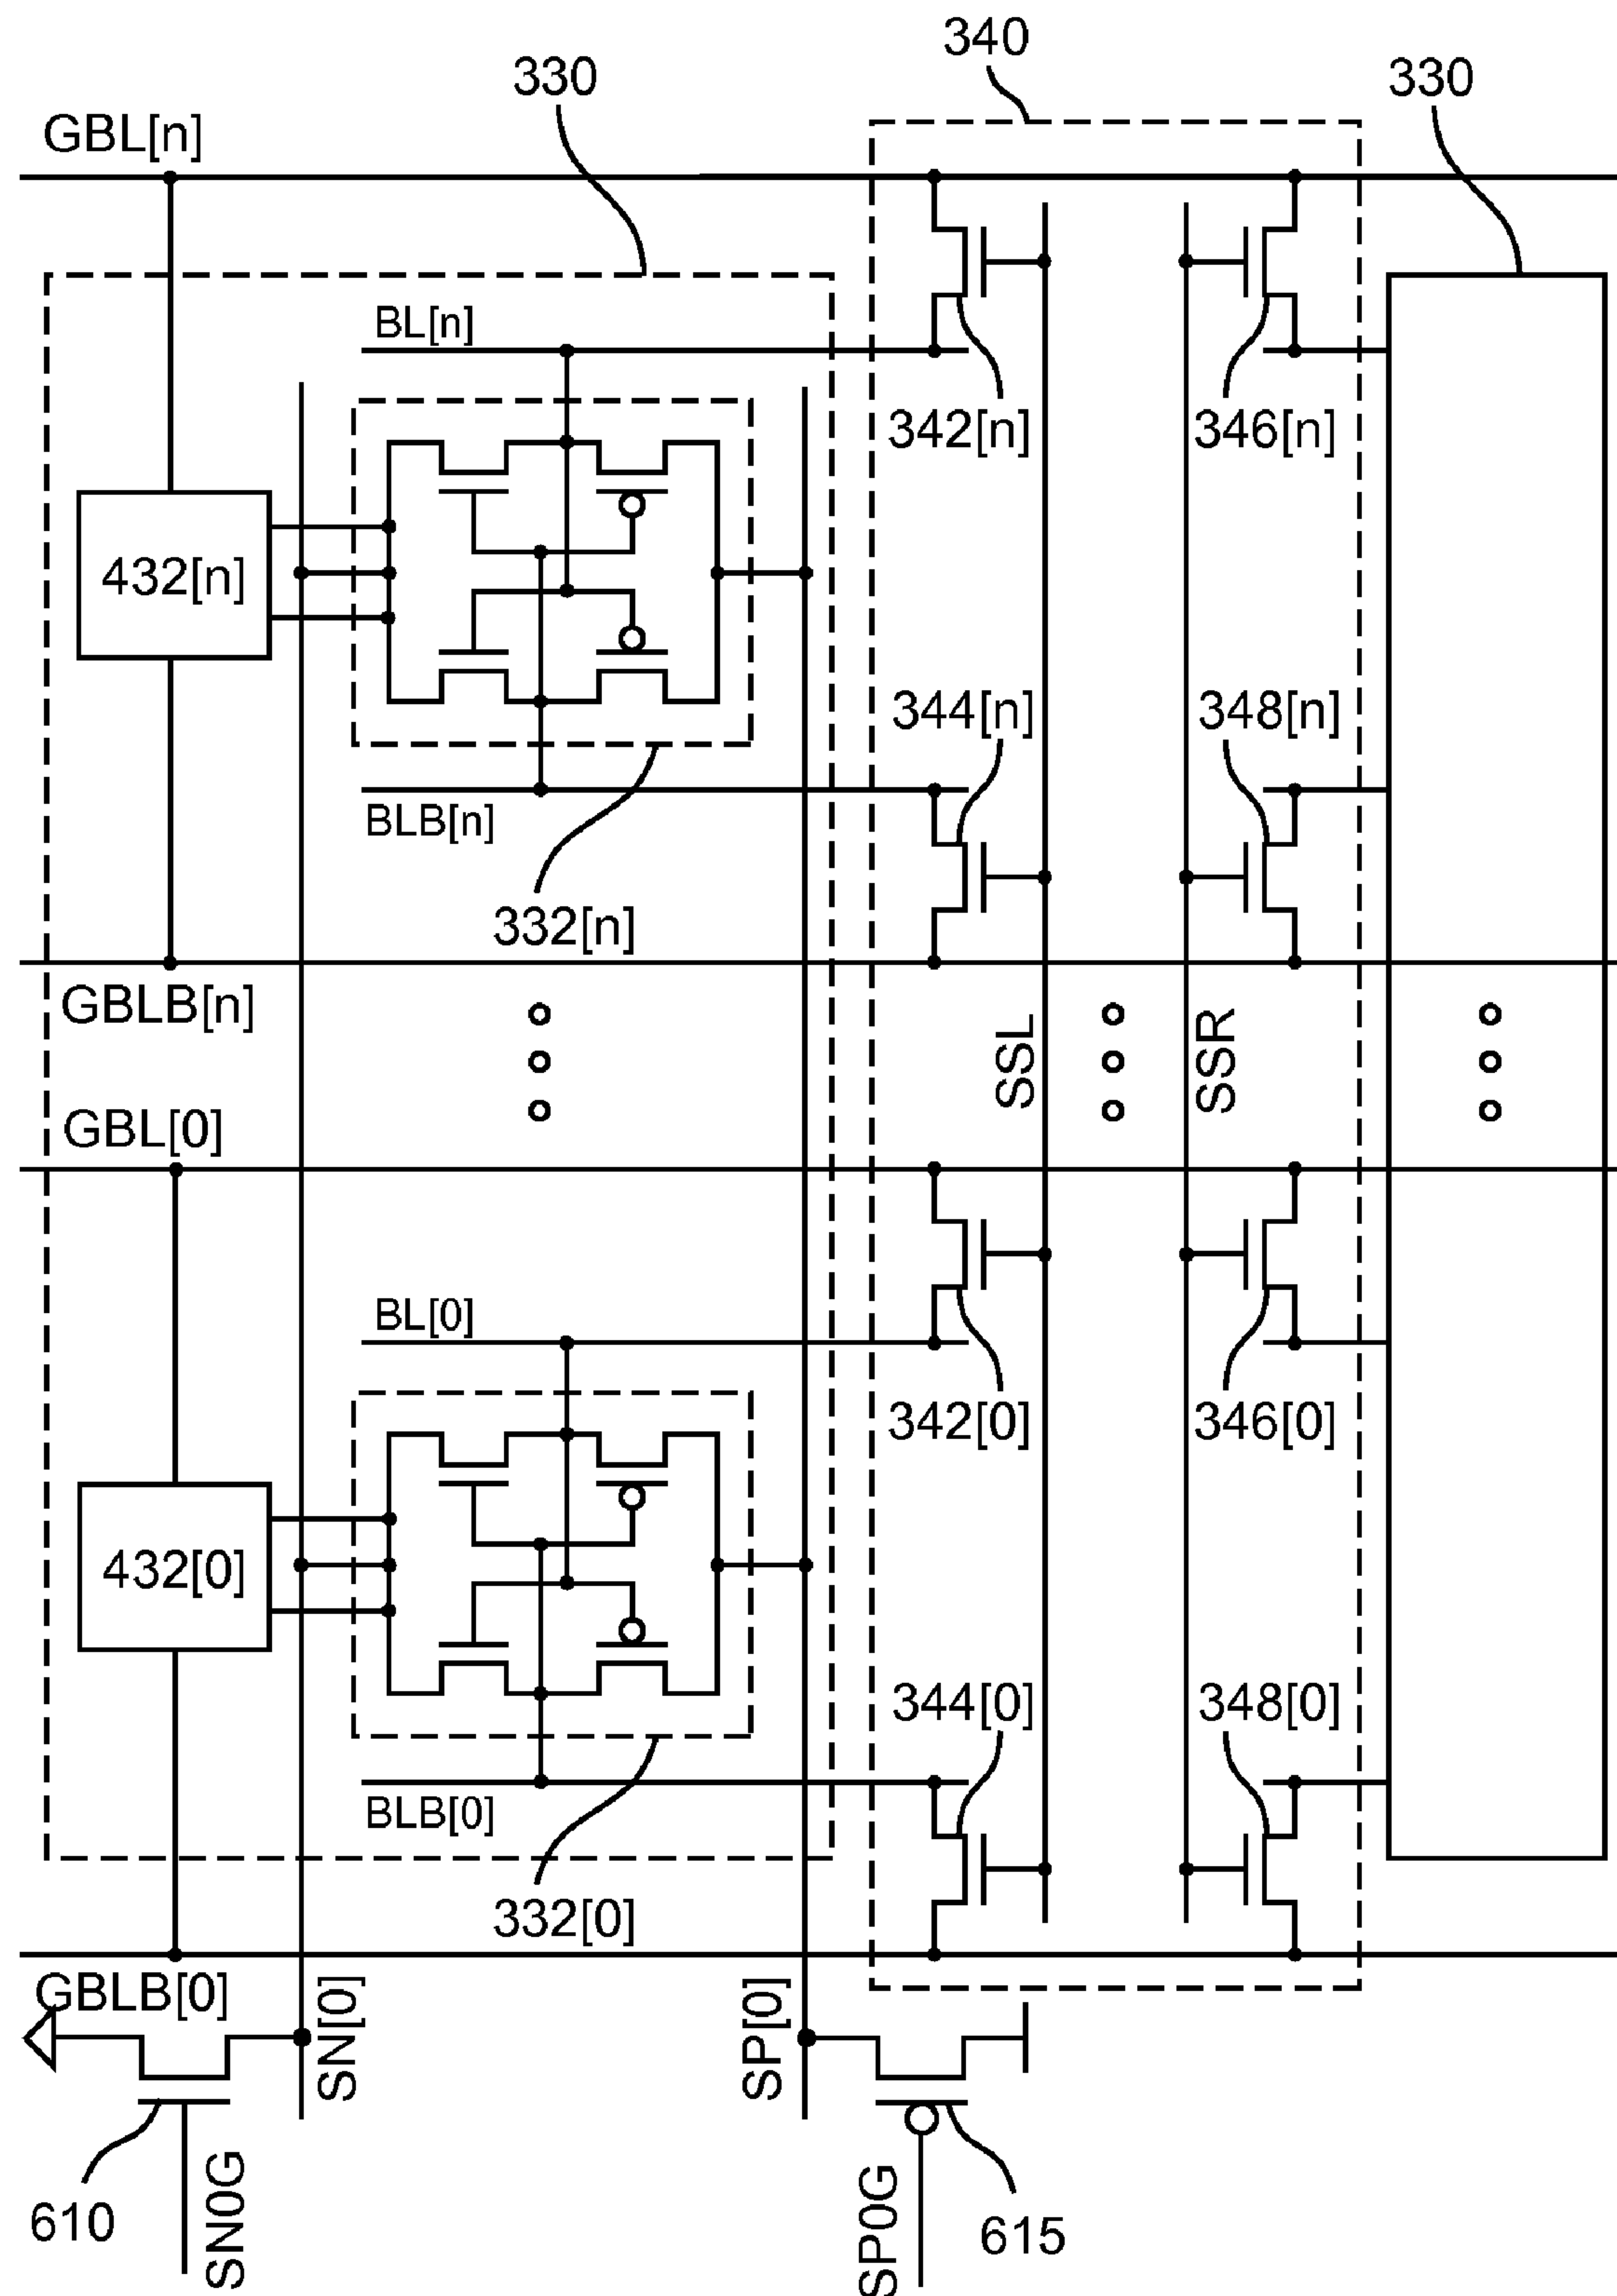 340
330
330
GBL[n]
BL[n]
342[n]
346[n]
432[n]
344[n]
348[n]
BLB[n]
332[n]
GBLB[n]
SSL
SSR
GBL[0]
BL[0]
342[0]
346[0]
432[0]
344[0]
348[0]
BLB[0]
332[0]
GBLB[0]
SN[0]
SP[0]
610
SN0G
SP0G
615